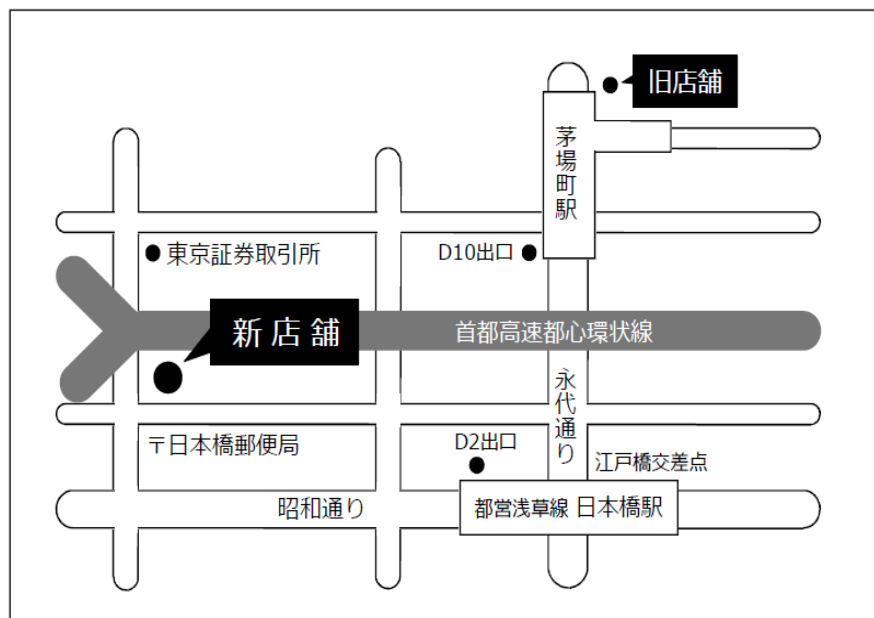 旧店舗
茅場町駅
東京証券取引所
D10出口
新店舗
首都高速都心環状線
永代通り
〒日本橋郵便局
D2出口
江戸橋交差点
昭和通り
都営浅草線 日本橋駅